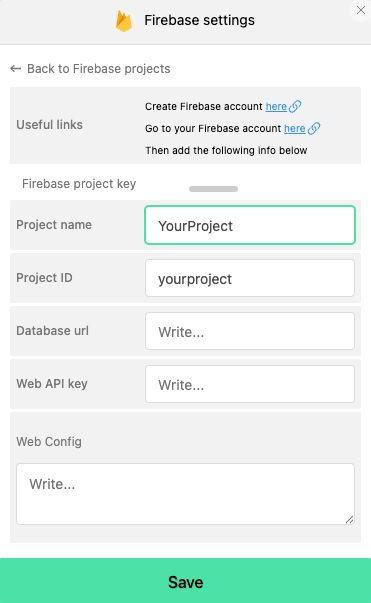 Firebase settings
← Back to Firebase projects
Useful links
Create Firebase account here
Go to your Firebase account here
Then add the following info below
Firebase project key
Project name
YourProject
Project ID
yourproject
Database url
Write...
Web API key
Write...
Web Config
Write...
Save